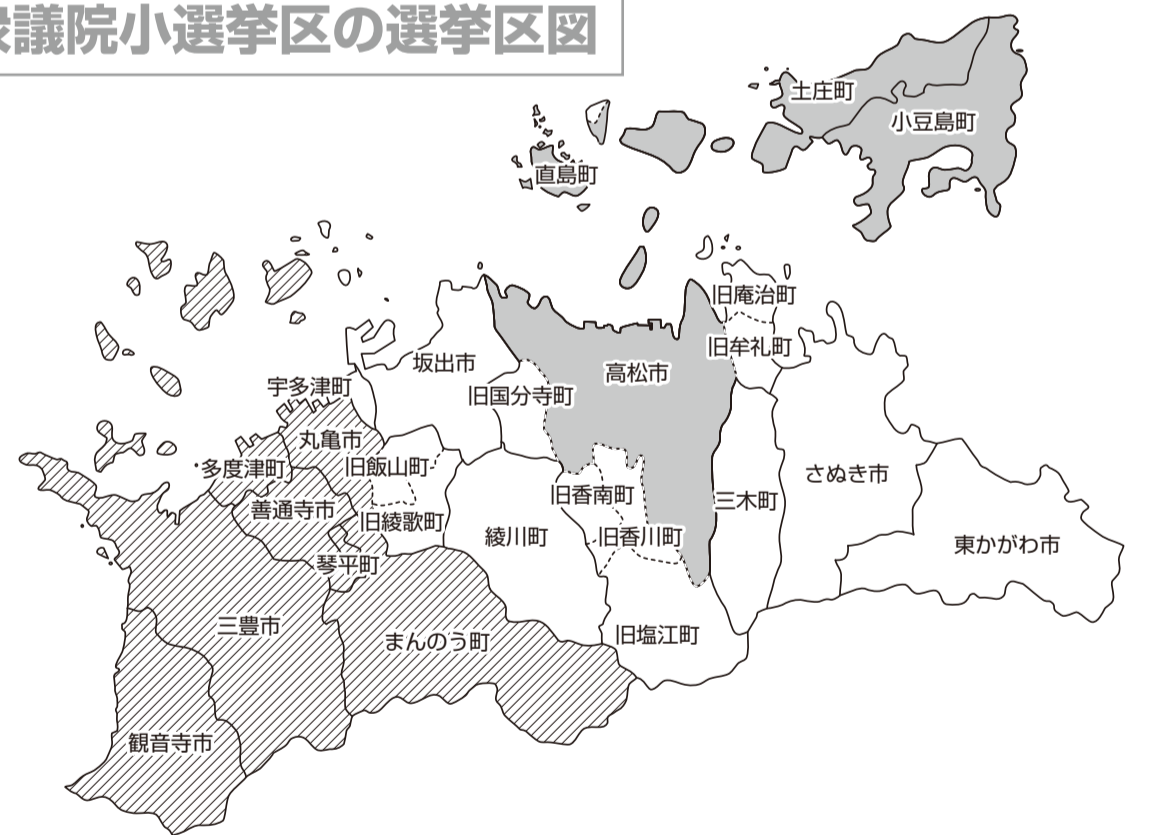 衆議院小選挙区の選挙区図
土庄町
小豆島町
直島町
旧庵治町
旧牟礼町
坂出市
高松市
宇多津町
旧国分寺町
丸亀市
多度津町
旧飯山町
さぬき市
善通寺市
旧綾歌町
旧香南町
三木町
綾川町
旧香川町
東かがわ市
琴平町
三豊市
まんのう町
旧塩江町
観音寺市